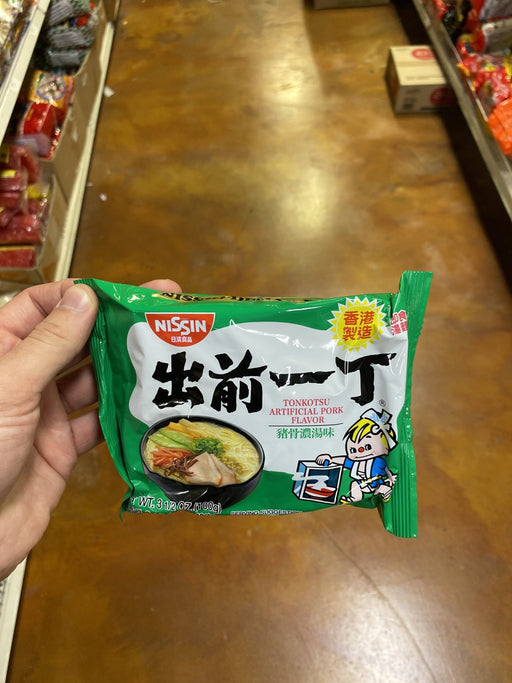 NISSIN
日清食品
香港
製造
出前一丁
®
TONKOTSU
ARTIFICIAL PORK
FLAVOR
豬骨濃湯味
WT. 3 1/2 OZ. (100g)